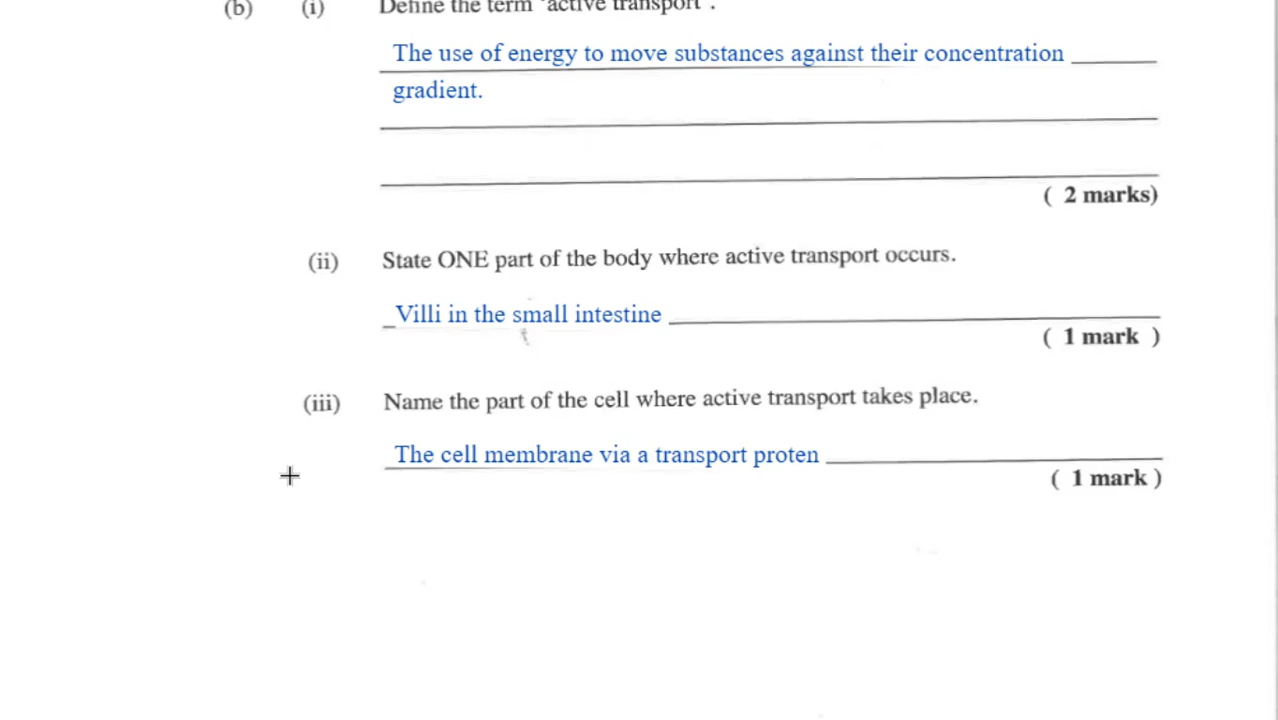 (b) (i) Define the term 'active transport'.
The use of energy to move substances against their concentration
gradient.
( 2 marks)
(ii) State ONE part of the body where active transport occurs.
Villi in the small intestine
( 1 mark )
(iii) Name the part of the cell where active transport takes place.
The cell membrane via a transport proten
( 1 mark )